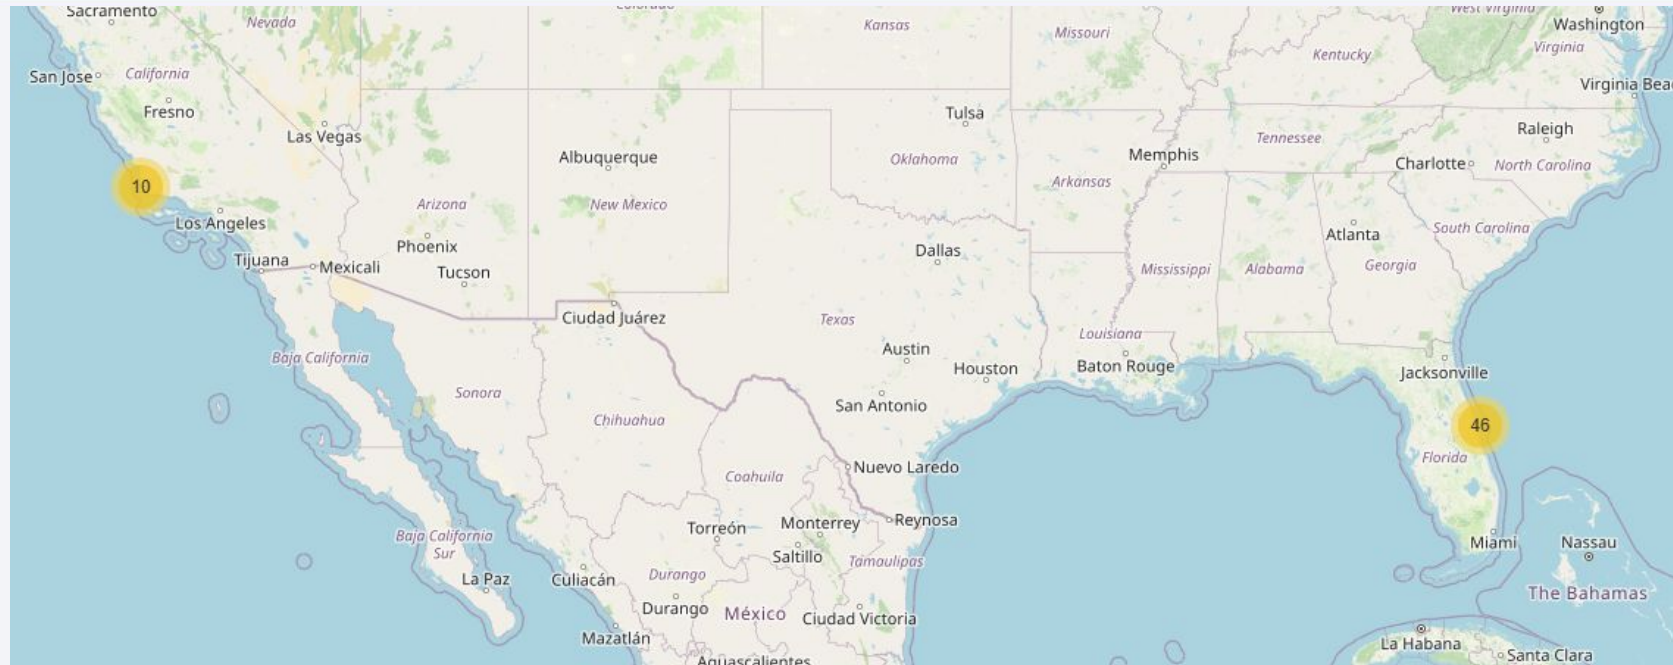 Sacramento
Nevada
Colorado
Kansas
Missouri
West Virginia
Washington
Kentucky
Virginia
San Jose
California
Virginia Bea
Fresno
Las Vegas
Tulsa
Raleigh
Tennessee
Albuquerque
Oklahoma
Memphis
Charlotte
North Carolina
10
Arkansas
Arizona
New Mexico
Los Angeles
South Carolina
Atlanta
Phoenix
Dallas
Tijuana
Mexicali
Tucson
Mississippi
Alabama
Georgia
Ciudad Juárez
Texas
Louisiana
Baja California
Austin
Houston
Baton Rouge
Jacksonville
Sonora
San Antonio
Chihuahua
46
Florida
Nuevo Laredo
Coahuila
Reynosa
Torreón
Monterrey
Baja California
Sur
Saltillo
Tamaulipas
Miami
Nassau
La Paz
Culiacán
Durango
The Bahamas
Durango
México
Ciudad Victoria
Mazatlán
La Habana
Santa Clara
Aguascalientes